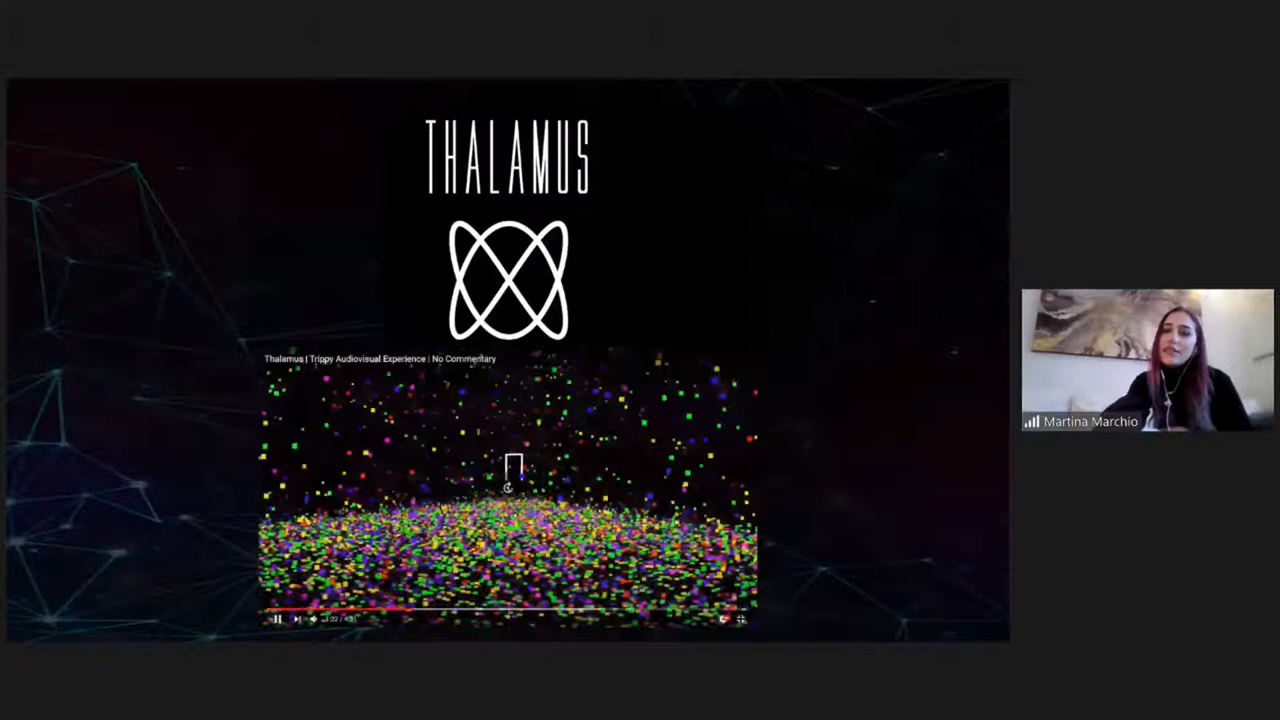 THALAMUS
Thalamus | Trippy Audiovisual Experience | No Commentary
Martina Marchio